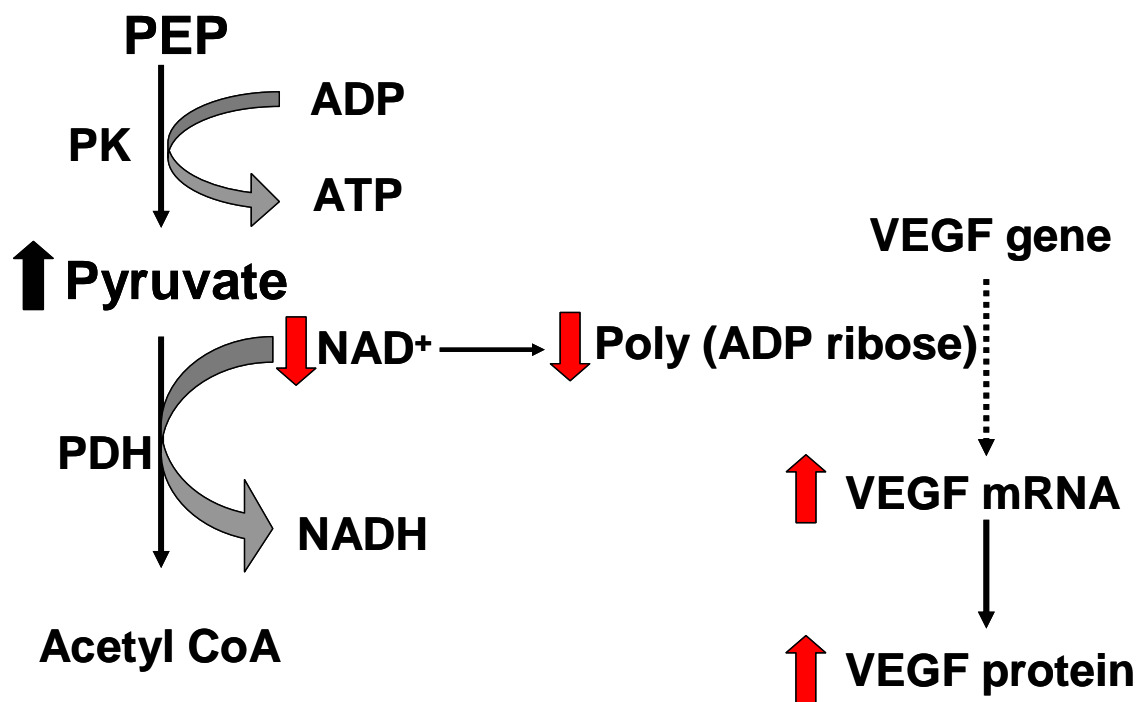 PEP
ADP
PK
ATP
VEGF gene
Pyruvate
NAD+
Poly (ADP ribose)
PDH
VEGF mRNA
NADH
Acetyl CoA
VEGF protein